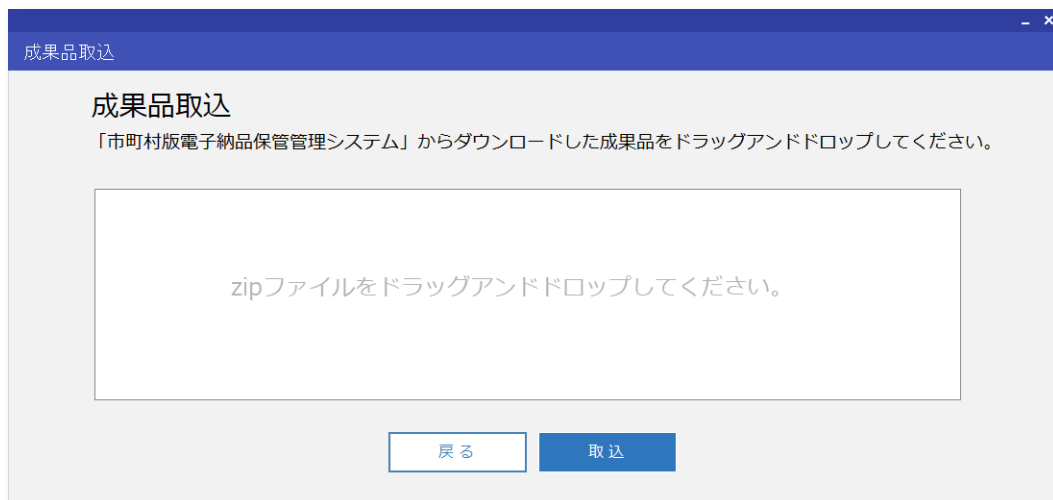 成果品取込
成果品取込
「市町村版電子納品保管管理システム」からダウンロードした成果品をドラッグアンドドロップしてください。
zipファイルをドラッグアンドドロップしてください。
戻る
取込